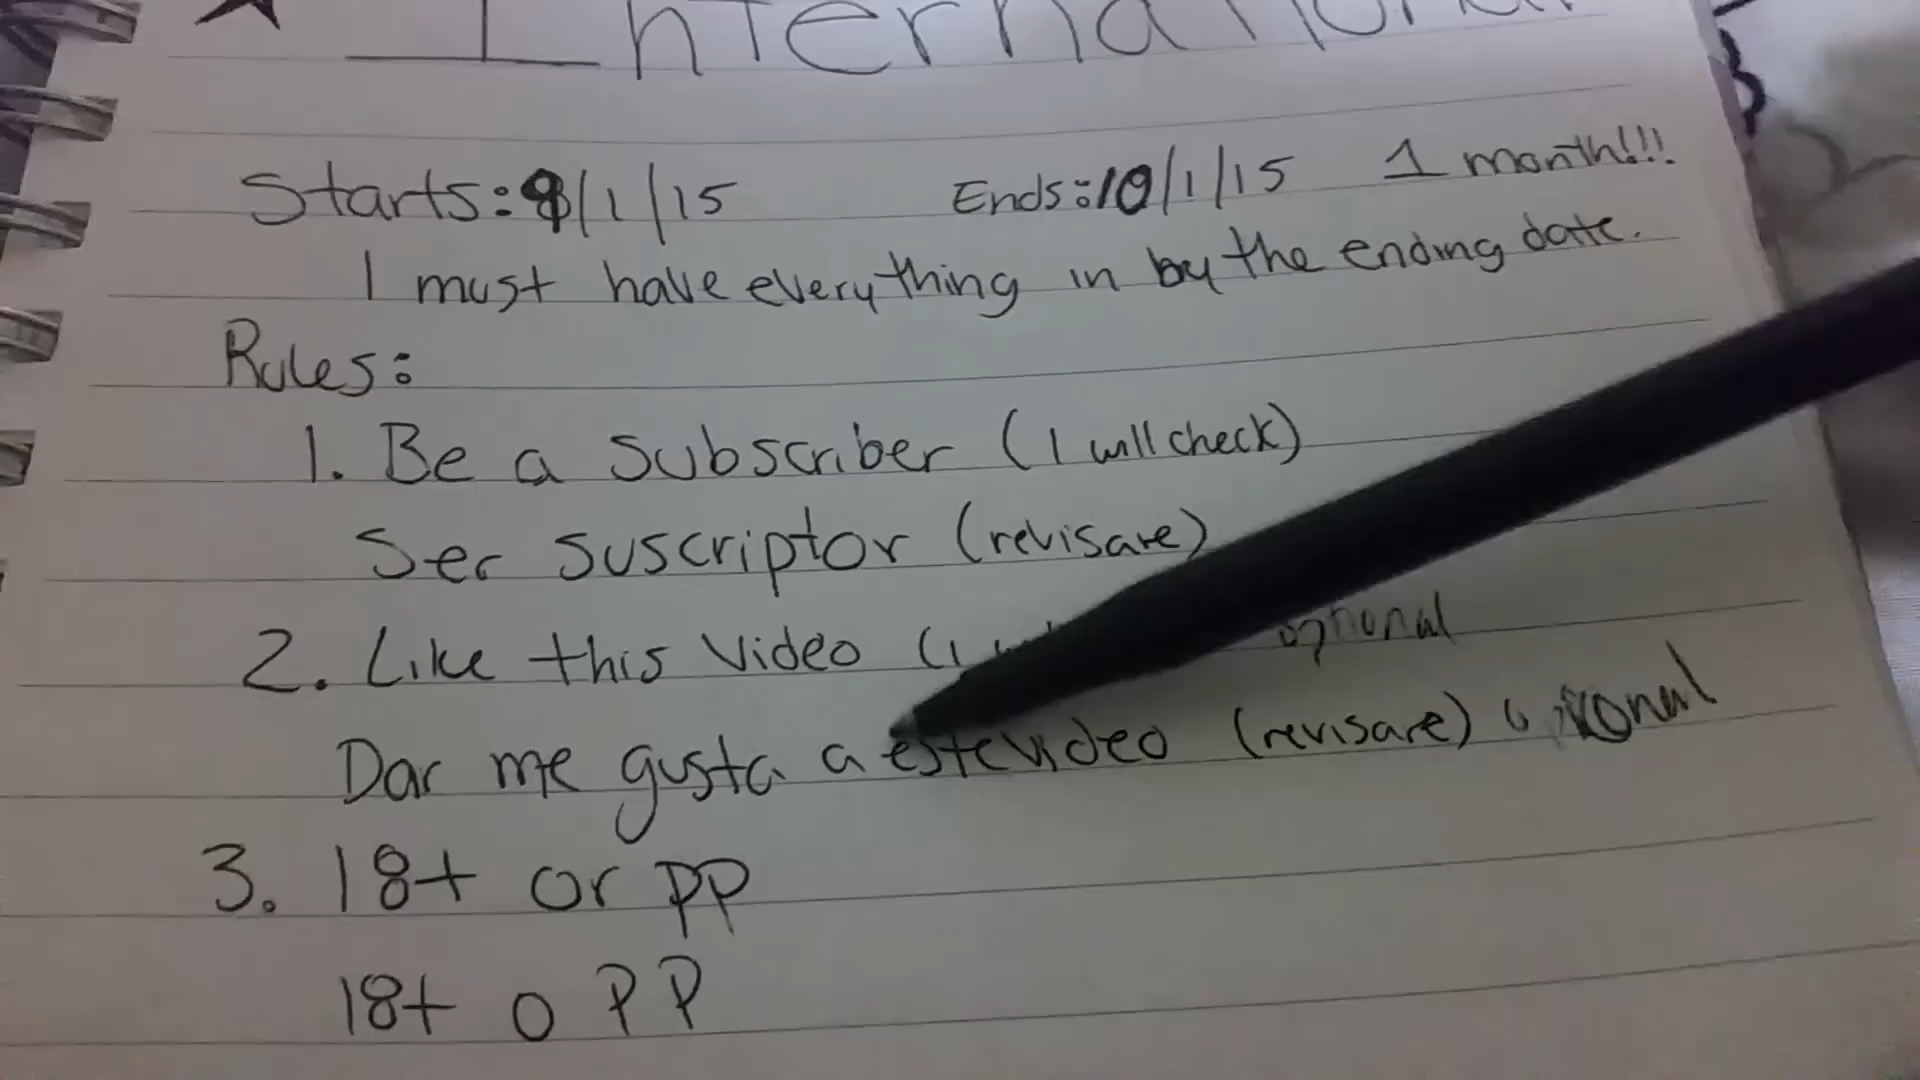 International
Starts: 9/1/15 Ends: 10/1/15 1 month!!!
I must have everything in by the ending date.
Rules:
1. Be a Subscriber (I will check)
Ser suscriptor (revisare)
2. Like this Video (I optional
Dar me gusta a este video (revisare)
3. 18+ or PP
18+ o PP